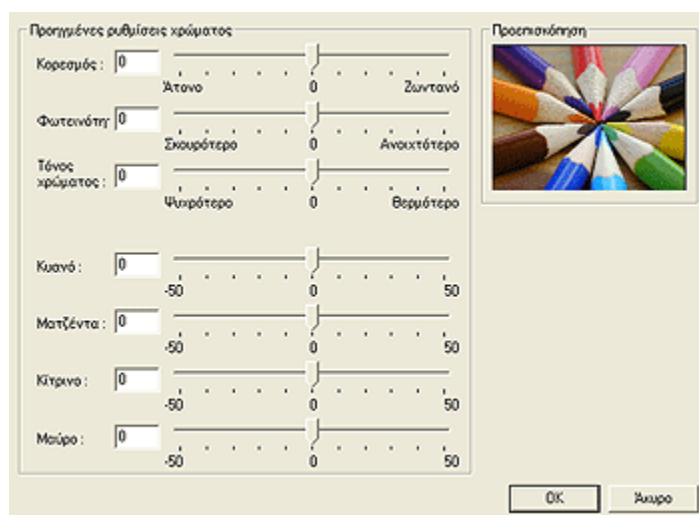 Προηγμένες ρυθμίσεις χρώματος
Κορεσμός : 0
Άτονο 0 Ζωντανό
Φωτεινότη 0
Σκουρότερο 0 Ανοιχτότερο
Τόνος
χρώματος : 0
Ψυχρότερο 0 Θερμότερο
Κυανό : 0
-50 0 50
Ματζέντα : 0
-50 0 50
Κίτρινο : 0
-50 0 50
Μαύρο : 0
-50 0 50
Προεπισκόπηση
OK Άκυρο